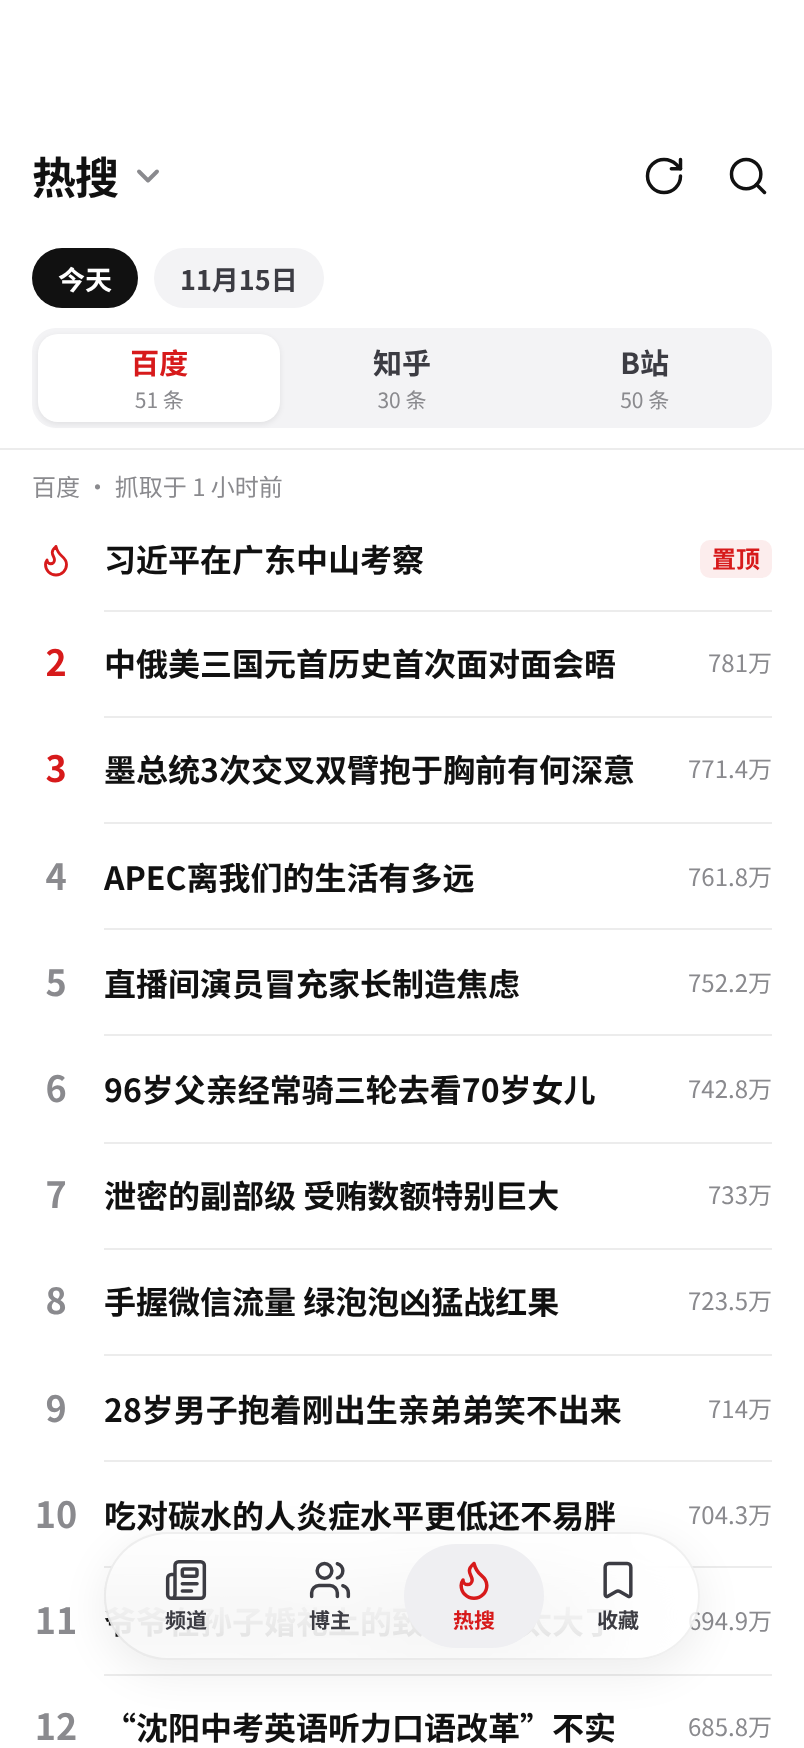 热搜
今天
11月15日
百度
51 条
知乎
30 条
B站
50 条
百度 • 抓取于 1 小时前
习近平在广东中山考察
置顶
2 中俄美三国元首历史首次面对面会晤 781万
3 墨总统3次交叉双臂抱于胸前有何深意 771.4万
4 APEC离我们的生活有多远 761.8万
5 直播间演员冒充家长制造焦虑 752.2万
6 96岁父亲经常骑三轮去看70岁女儿 742.8万
7 泄密的副部级 受贿数额特别巨大 733万
8 手握微信流量 绿泡泡凶猛战红果 723.5万
9 28岁男子抱着刚出生亲弟弟笑不出来 714万
10 吃对碳水的人炎症水平更低还不易胖 704.3万
11 爷爷 孙子婚礼上的致 太大了 694.9万
频道
博主
热搜
收藏
12 “沈阳中考英语听力口语改革”不实 685.8万